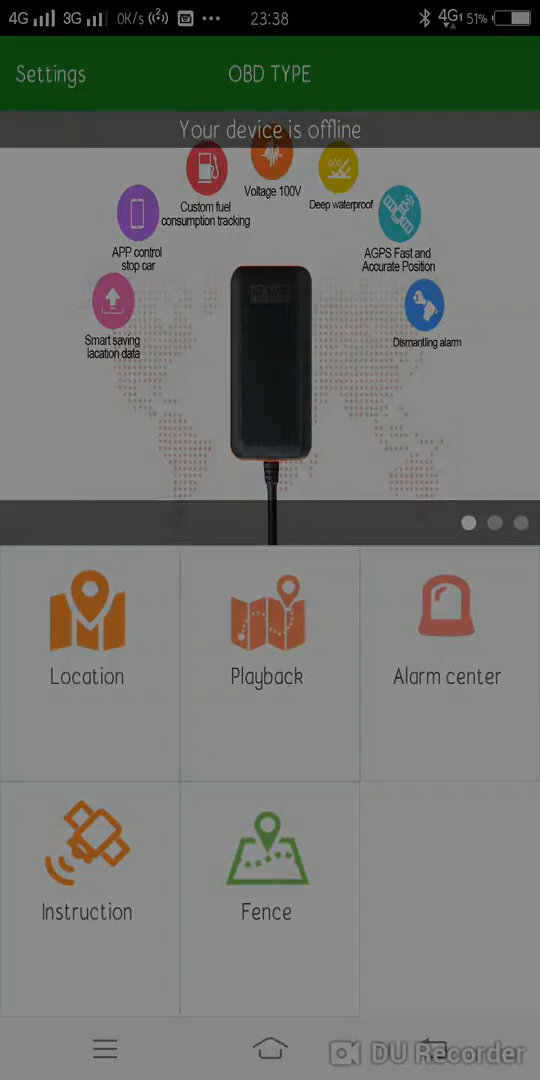 4G 3G 0K/s 23:38 4G1 51%
Settings OBD TYPE
Your device is offline
Custom fuel
consumption tracking
Voltage 100V
Deep waterproof
APP control
stop car
AGPS Fast and
Accurate Position
Smart saving
lacation data
Dismantling alarm
Location
Playback
Alarm center
Instruction
Fence
DU Recorder